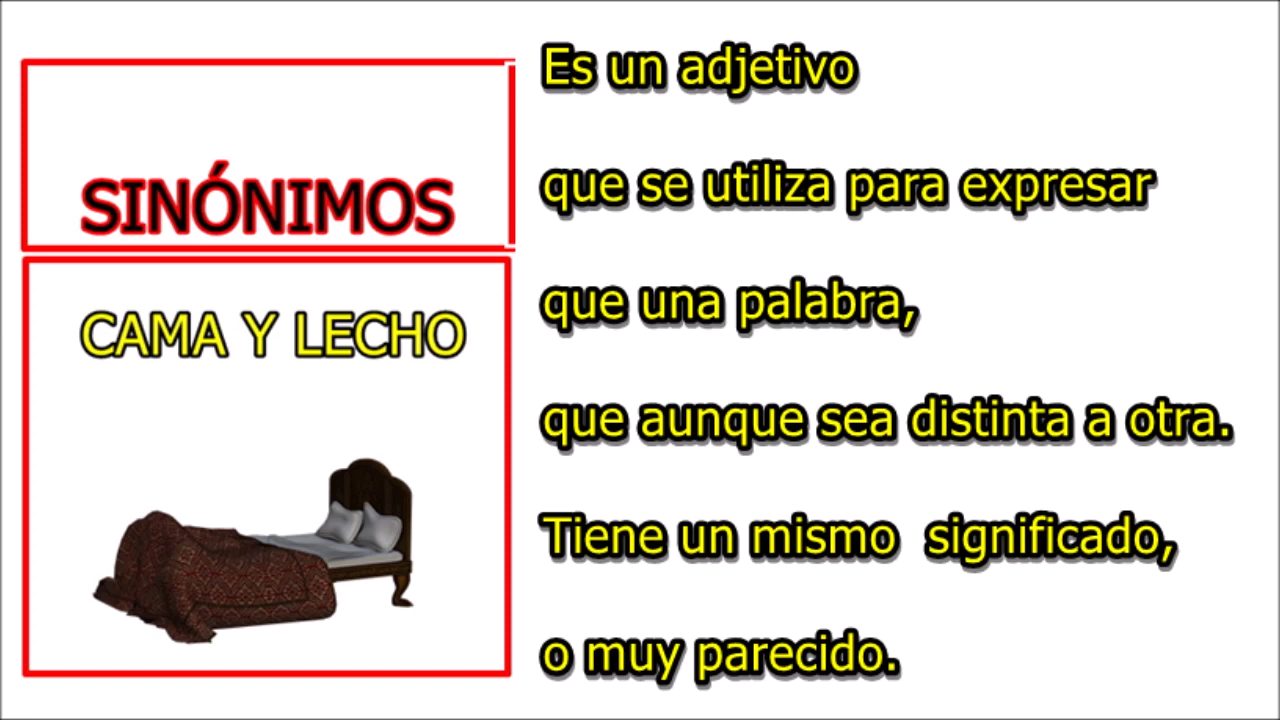 SINÓNIMOS
CAMA Y LECHO
Es un adjetivo
que se utiliza para expresar
que una palabra,
que aunque sea distinta a otra.
Tiene un mismo significado,
o muy parecido.